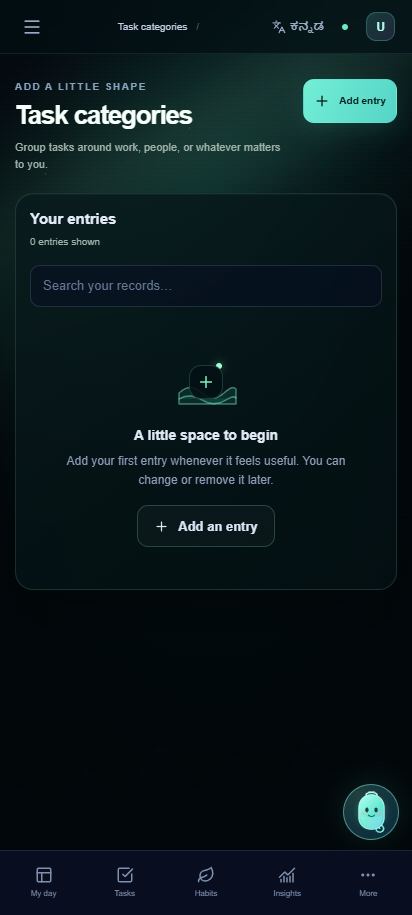 Task categories /
ಕನ್ನಡ
U
ADD A LITTLE SHAPE
Task categories
Add entry
Group tasks around work, people, or whatever matters
to you.
Your entries
0 entries shown
Search your records...
A little space to begin
Add your first entry whenever it feels useful. You can
change or remove it later.
Add an entry
My day
Tasks
Habits
Insights
More